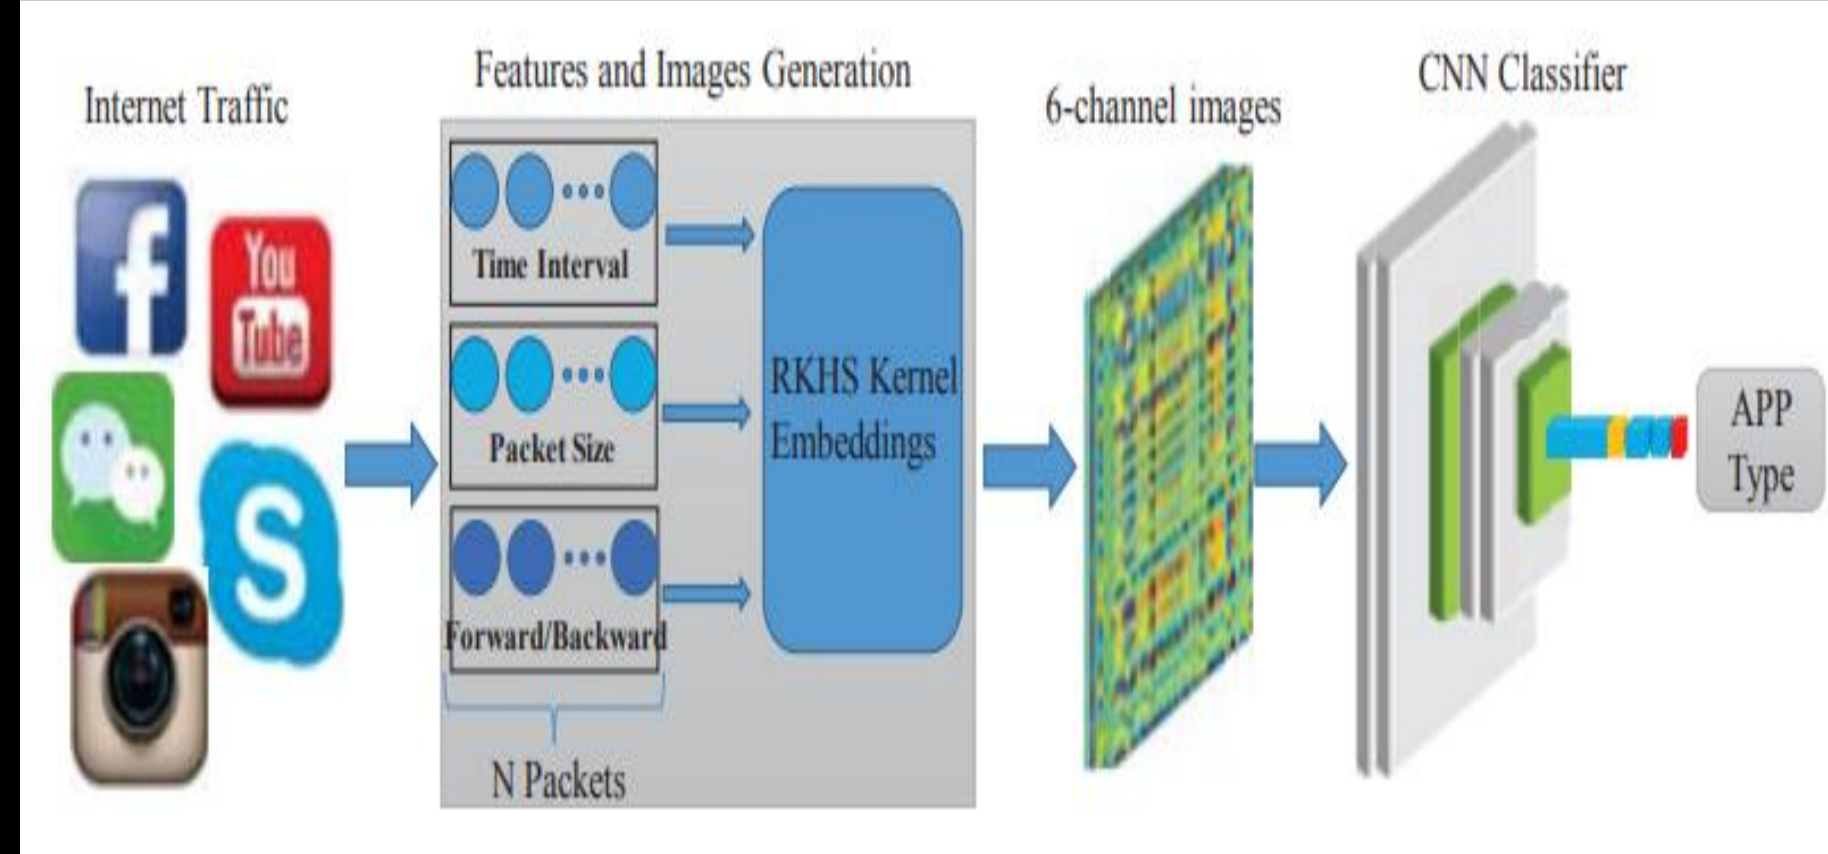 Internet Traffic
Features and Images Generation
6-channel images
CNN Classifier
f
You
Tube
S
Time Interval
Packet Size
Forward/Backward
N Packets
RKHS Kernel
Embeddings
APP
Type